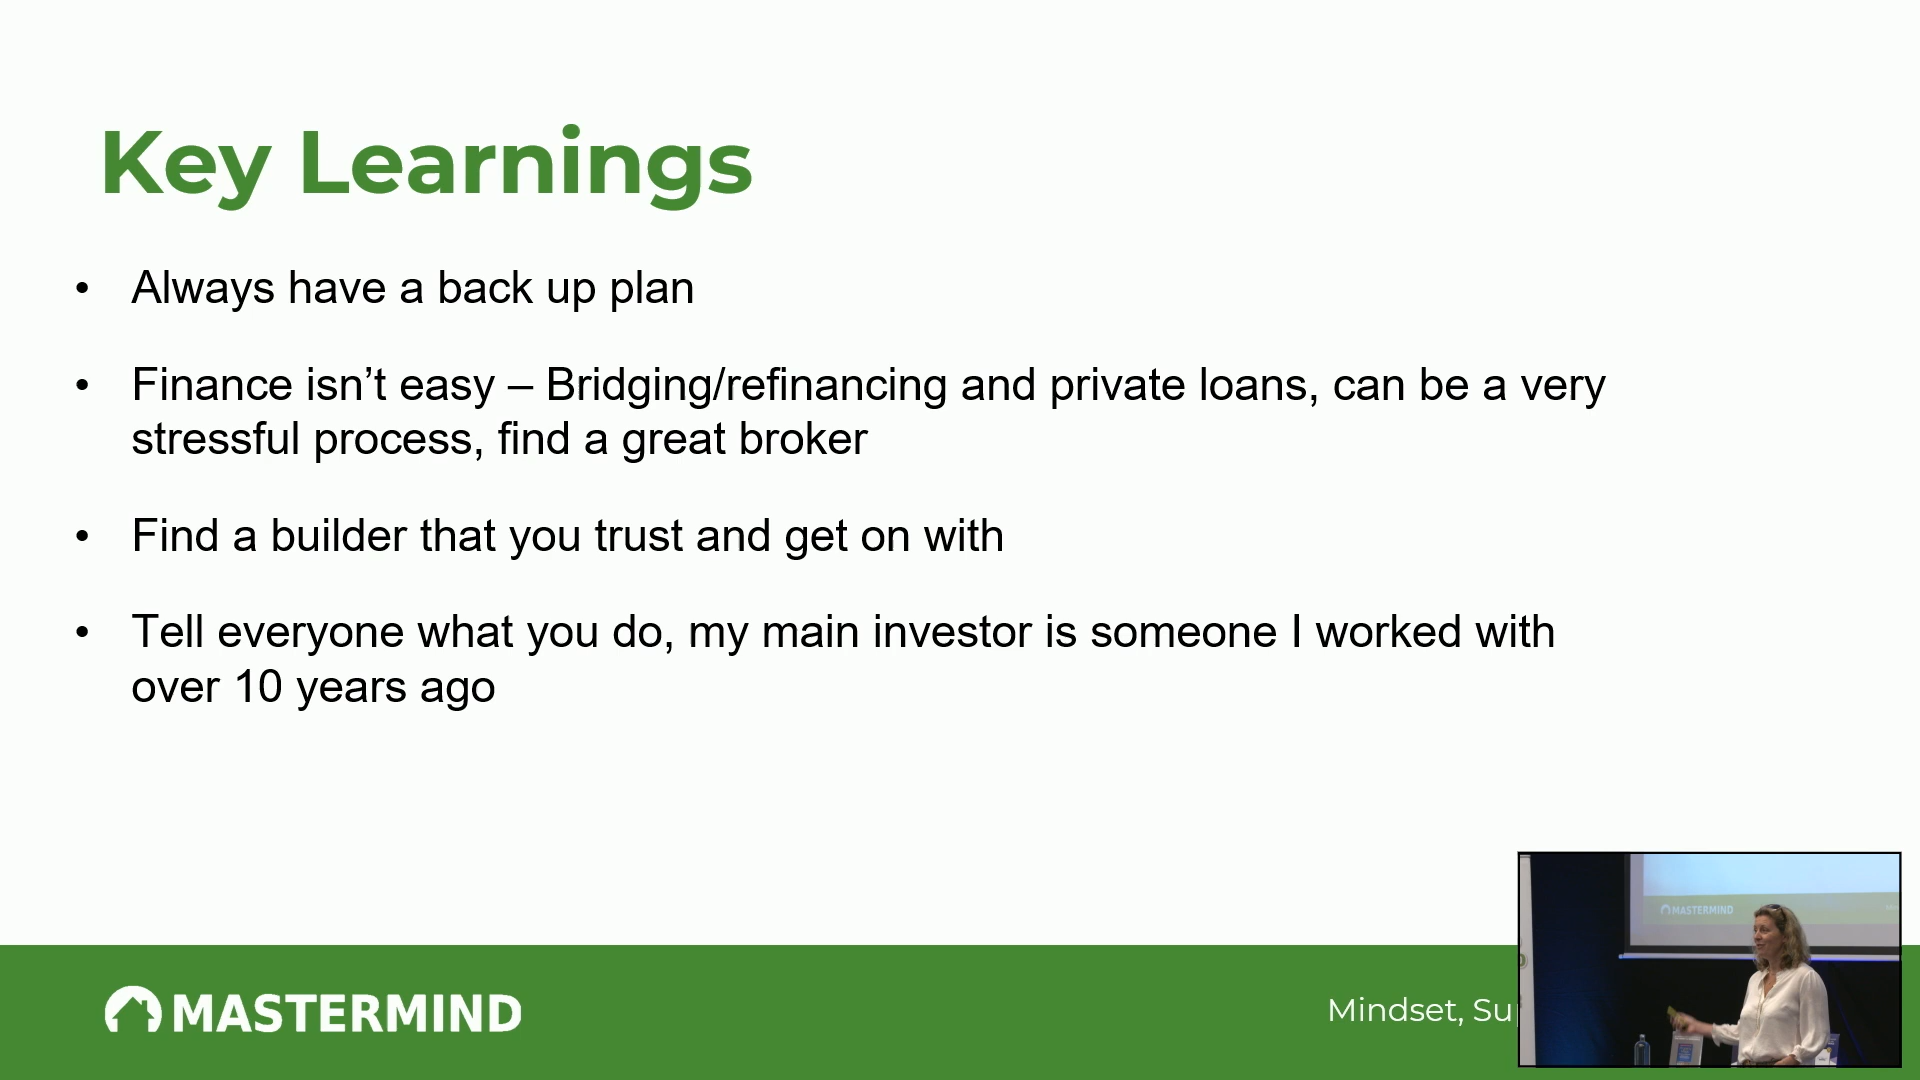 Key Learnings
• Always have a back up plan
• Finance isn’t easy – Bridging/refinancing and private loans, can be a very
stressful process, find a great broker
• Find a builder that you trust and get on with
• Tell everyone what you do, my main investor is someone I worked with
over 10 years ago
MASTERMIND
Mindset,
MASTERMIND